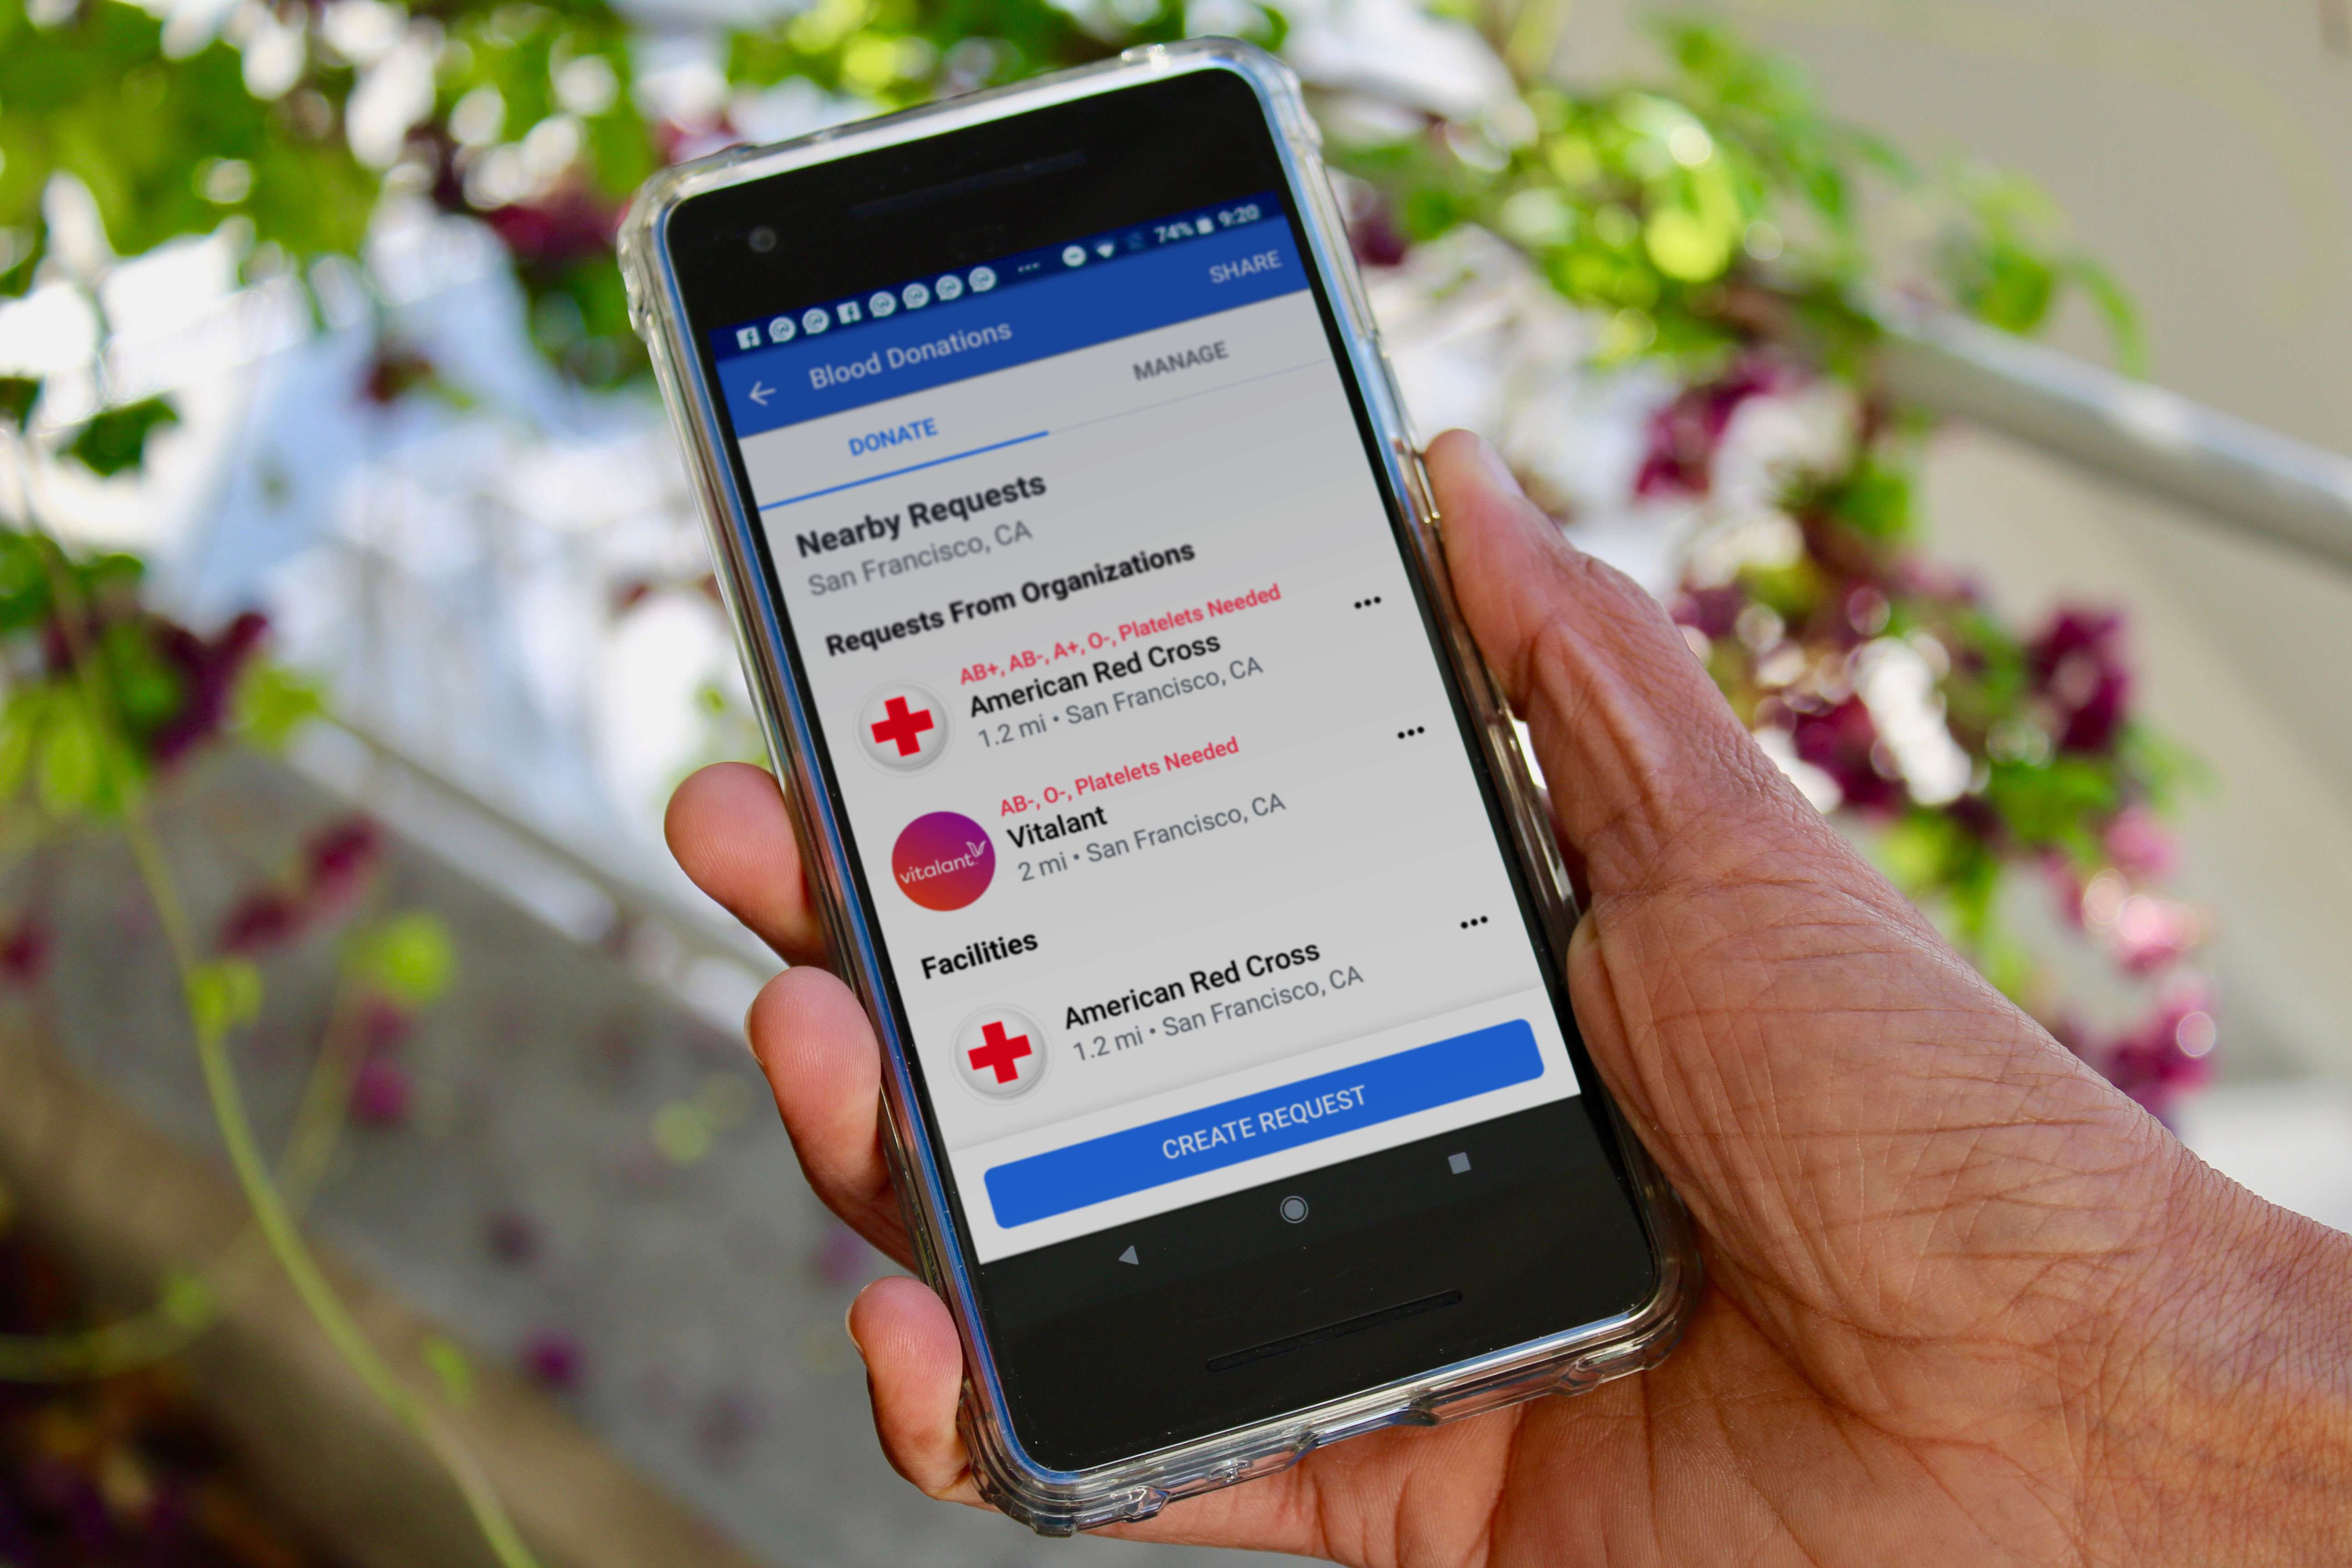 74% 9:20
Blood Donations SHARE
DONATE MANAGE
Nearby Requests
San Francisco, CA
Requests From Organizations
AB+, AB-, A+, O-, Platelets Needed
American Red Cross
1.2 mi • San Francisco, CA
AB-, O-, Platelets Needed
vitalant
Vitalant
2 mi • San Francisco, CA
Facilities
American Red Cross
1.2 mi • San Francisco, CA
CREATE REQUEST